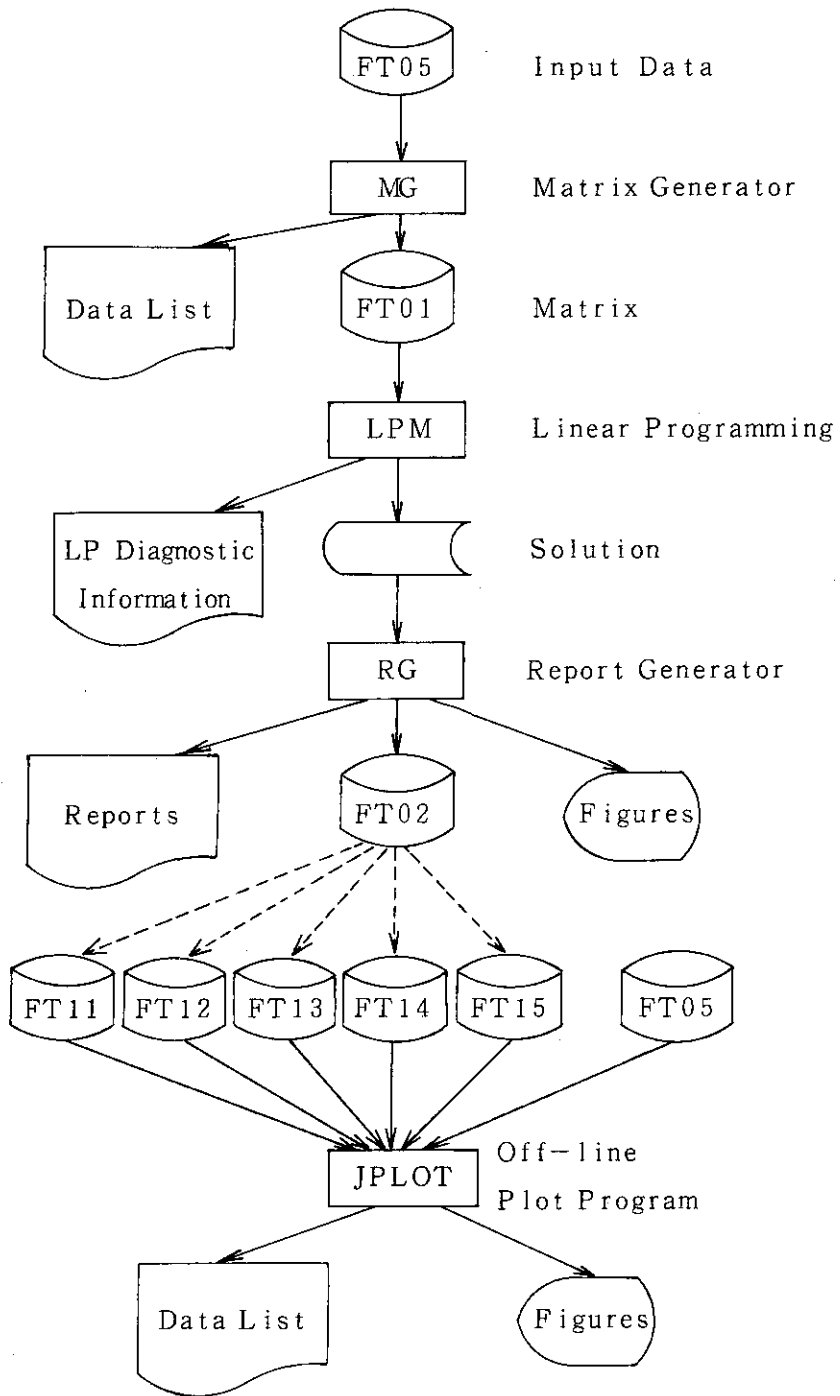 FT05
Input Data
MG
Matrix Generator
Data List
FT01
Matrix
LPM
Linear Programming
LP Diagnostic
Information
Solution
RG
Report Generator
Reports
FT02
Figures
FT11
FT12
FT13
FT14
FT15
FT05
JPLOT
Off-line
Plot Program
Data List
Figures